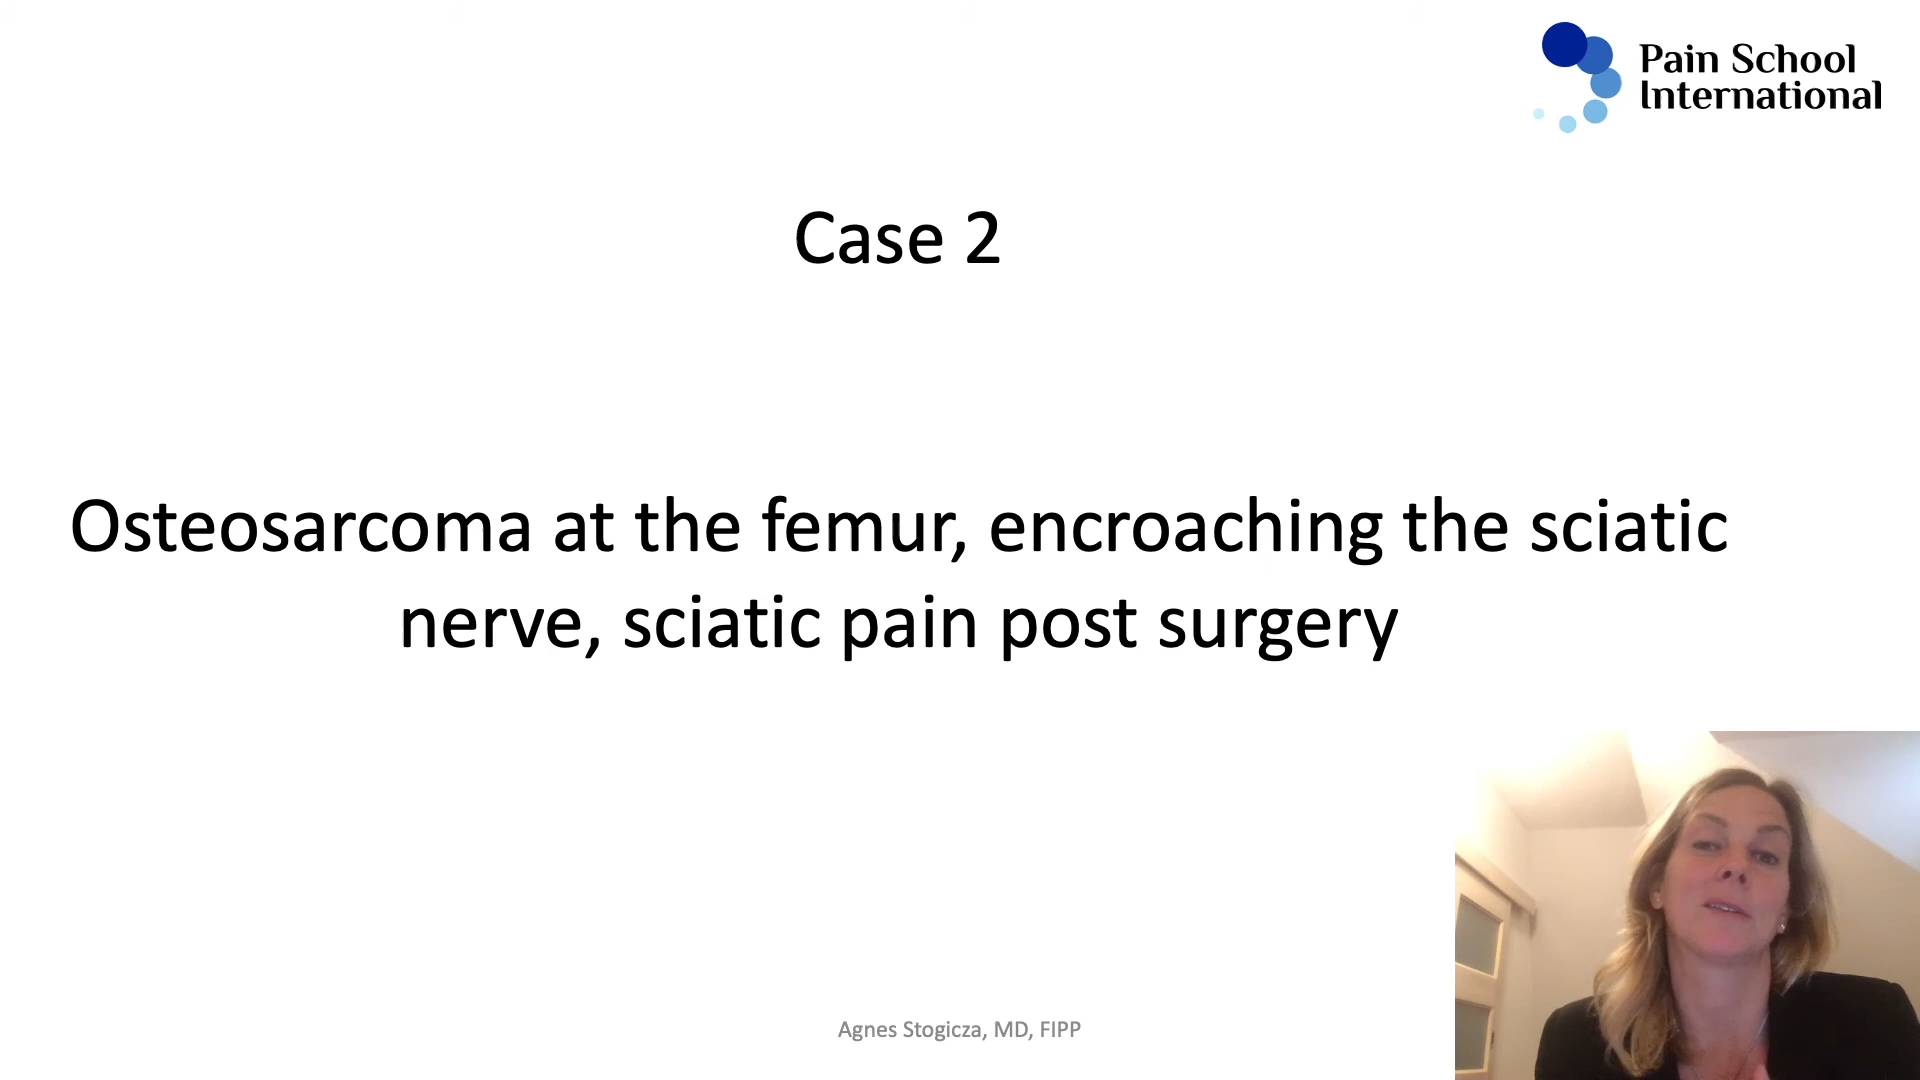 Pain School
International
Case 2
Osteosarcoma at the femur, encroaching the sciatic
nerve, sciatic pain post surgery
Agnes Stogicza, MD, FIPP